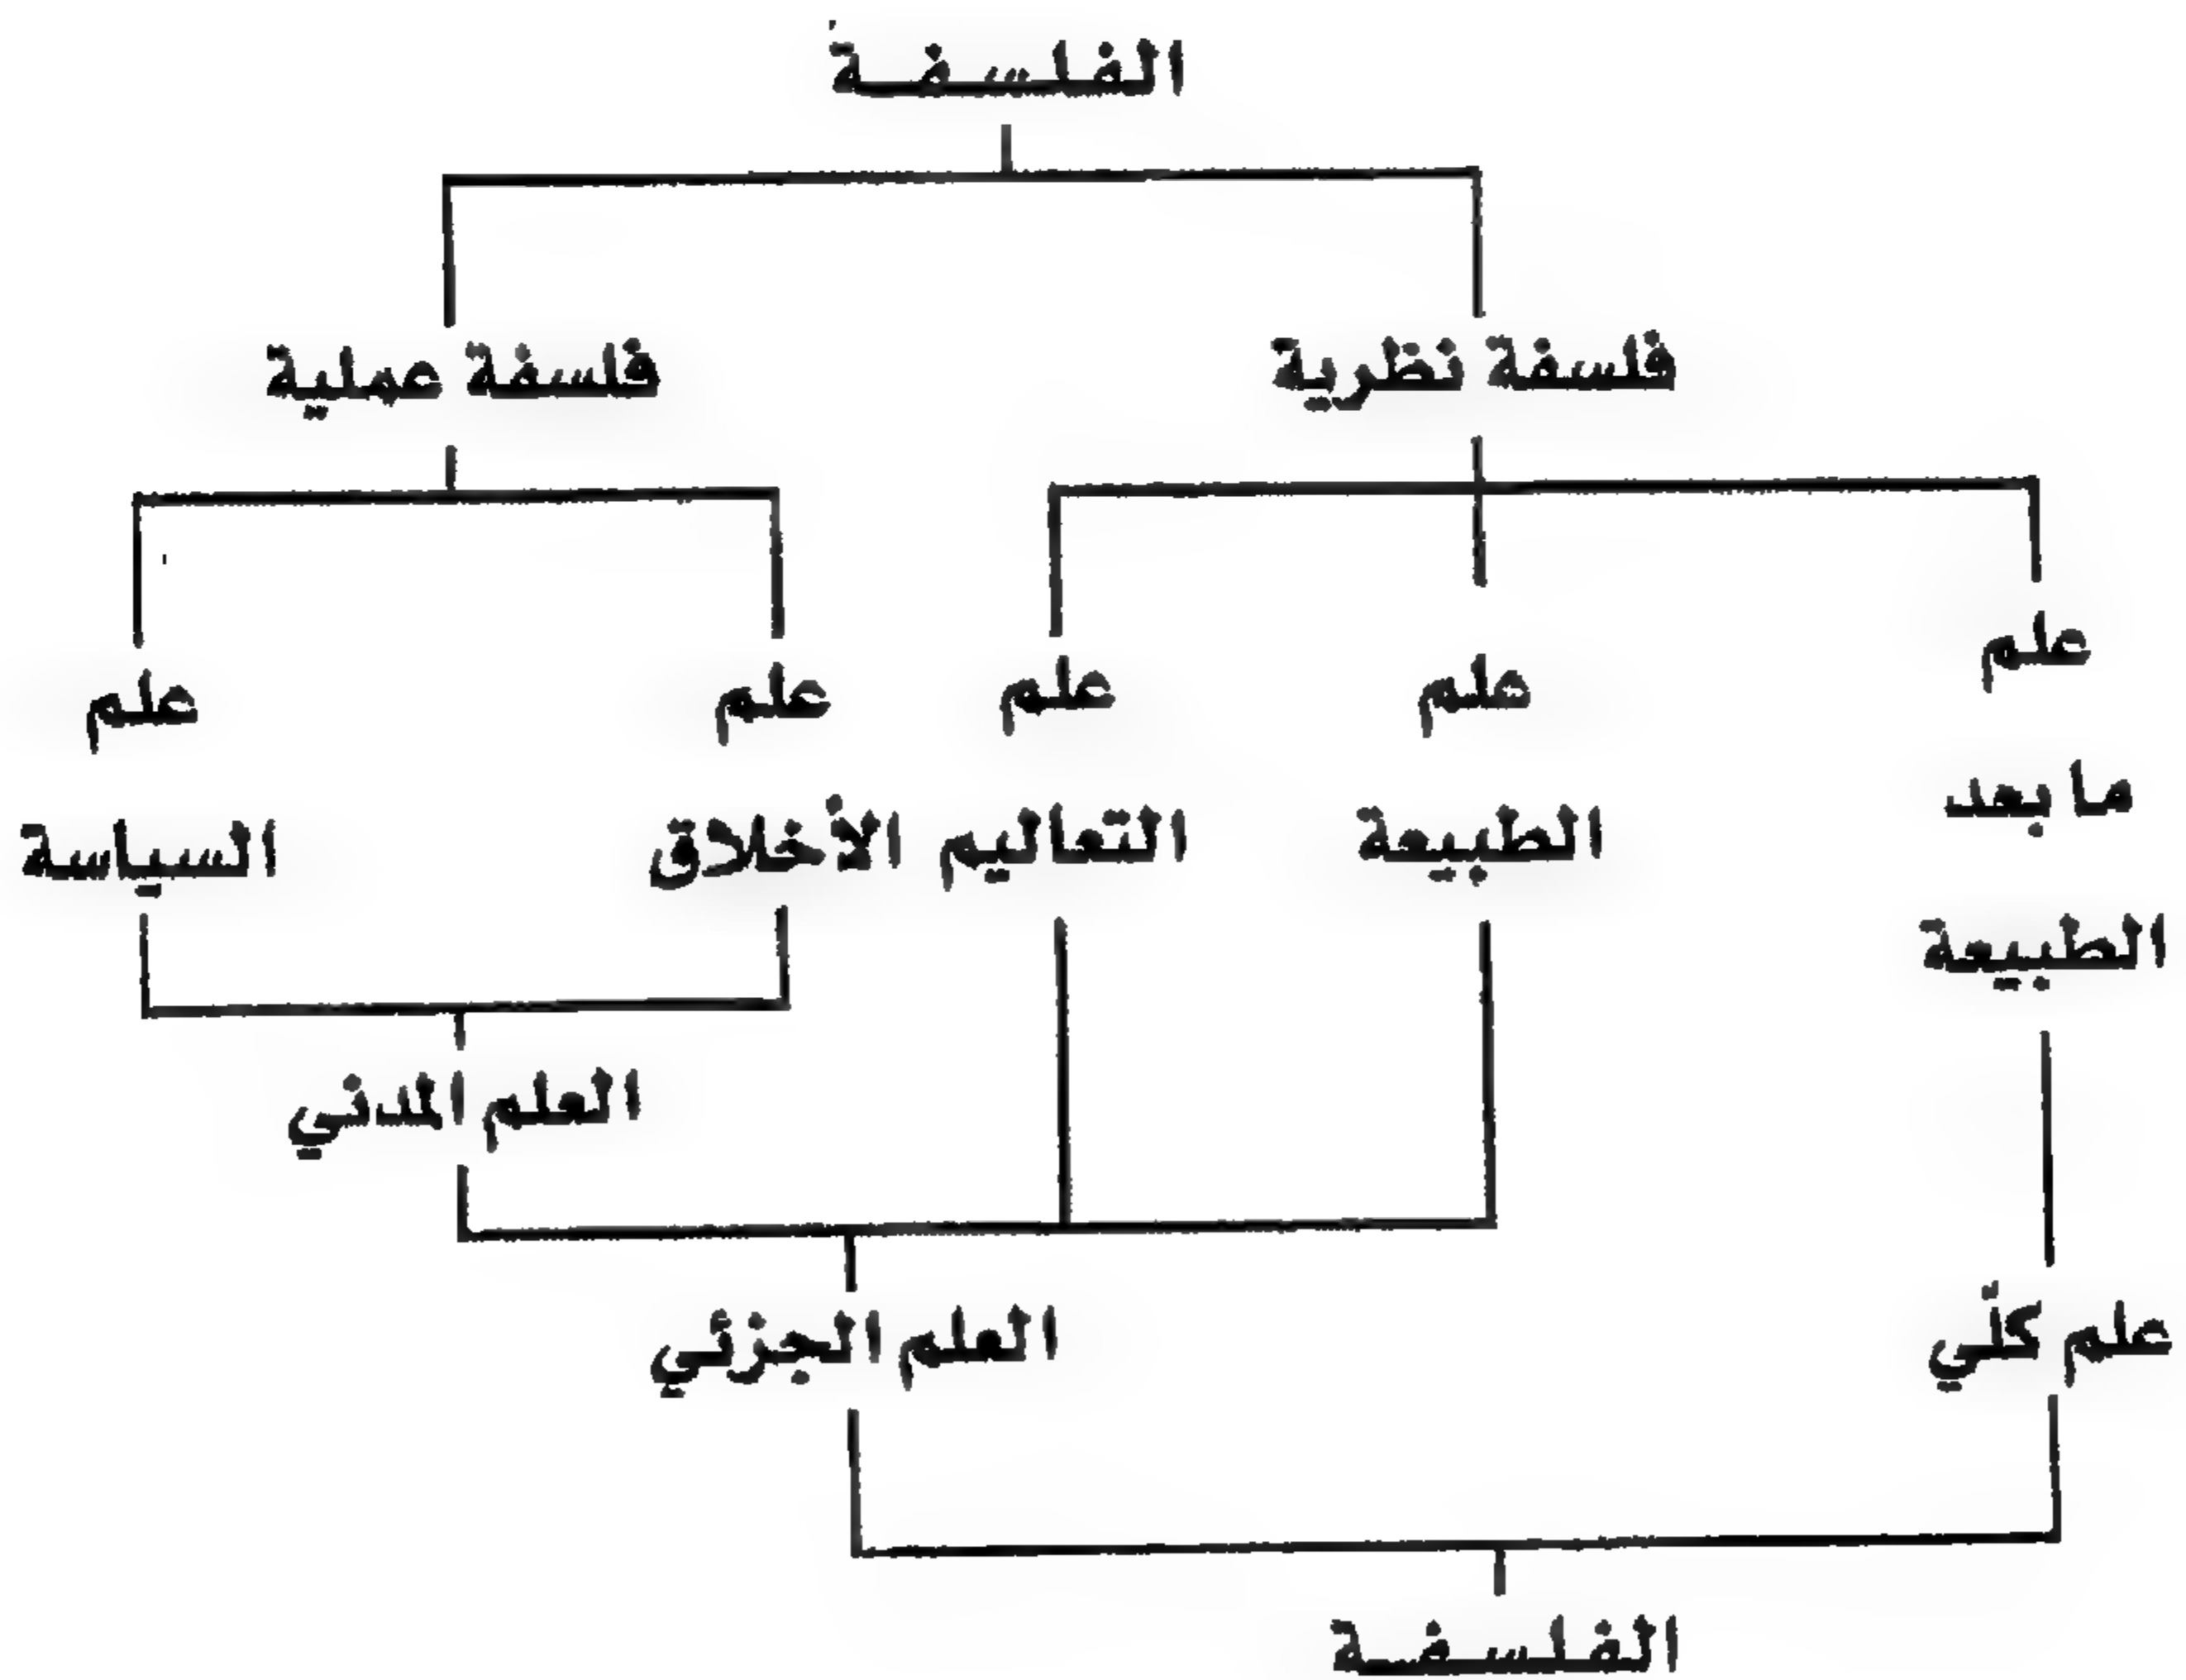 الفلسفة
فلسفة نظرية
فلسفة عملية
علم
ما بعد
الطبيعة
علم
الطبيعة
علم
التعاليم
علم
الأخلاق
علم
السياسة
العلم المدني
العلم الجزئي
علم كلّي
الفلسفة